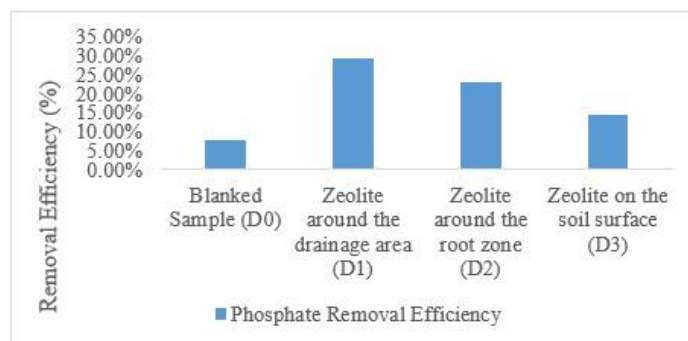 Removal Efficiency (%)
35.00%
30.00%
25.00%
20.00%
15.00%
10.00%
5.00%
0.00%
Blanked
Sample (D0)
Zeolite
around the
drainage area
(D1)
Zeolite
around the
root zone
(D2)
Zeolite on the
soil surface
(D3)
Phosphate Removal Efficiency